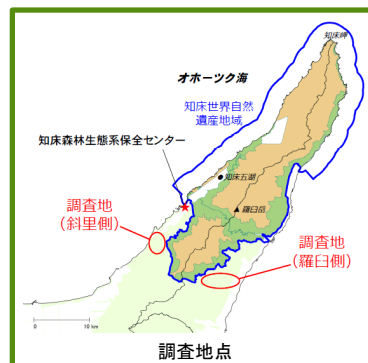 知床岬
オホーツク海
知床世界自然
遺産地域
知床森林生態系保全センター
知床五湖
調査地
(斜里側)
羅臼岳
調査地
(羅臼側)
0 10 km
調査地点